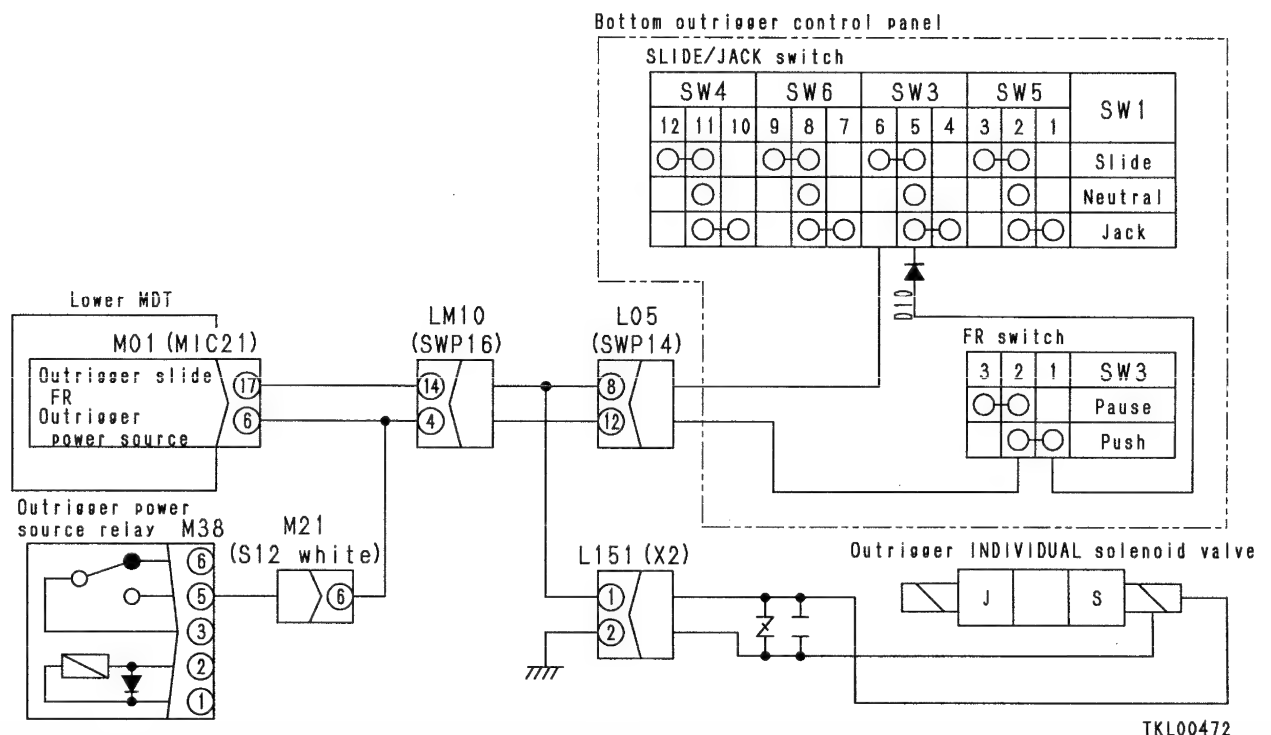 Bottom outrigger control panel
SLIDE/JACK switch
SW4 SW6 SW3 SW5 SW1
12 11 10 9 8 7 6 5 4 3 2 1
Slide
Neutral
Jack
D10
FR switch
3 2 1 SW3
Pause
Push
Lower MDT
M01 (MIC21)
Outrigger slide
FR
17
Outrigger
power source
6
LM10
(SWP16)
14
4
L05
(SWP14)
8
12
Outrigger power
source relay
M38
6
5
3
2
1
M21
(S12 white)
6
L151 (X2)
1
2
Outrigger INDIVIDUAL solenoid valve
J S
TKL00472